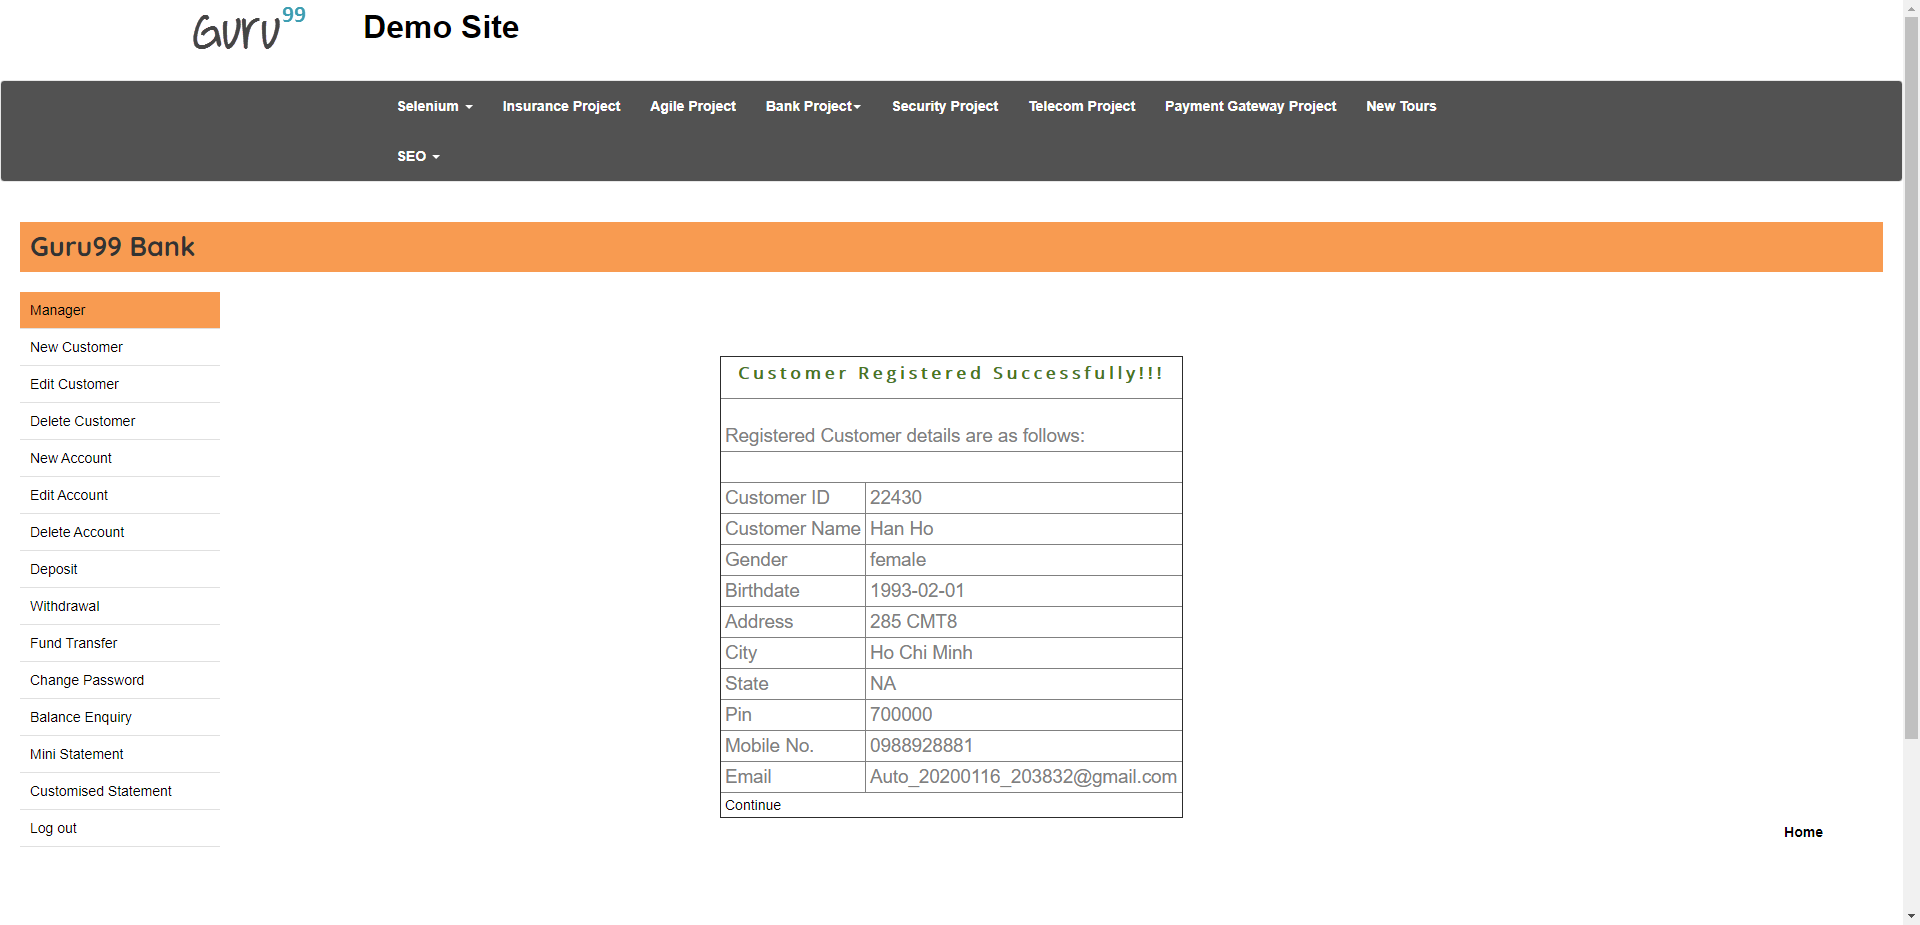 Guru99
Demo Site
Selenium
Insurance Project
Agile Project
Bank Project
Security Project
Telecom Project
Payment Gateway Project
New Tours
SEO
Guru99 Bank
Manager
New Customer
Edit Customer
Delete Customer
New Account
Edit Account
Delete Account
Deposit
Withdrawal
Fund Transfer
Change Password
Balance Enquiry
Mini Statement
Customised Statement
Log out
Customer Registered Successfully!!!
Registered Customer details are as follows:
Customer ID 22430
Customer Name Han Ho
Gender female
Birthdate 1993-02-01
Address 285 CMT8
City Ho Chi Minh
State NA
Pin 700000
Mobile No. 0988928881
Email Auto_20200116_203832@gmail.com
Continue
Home